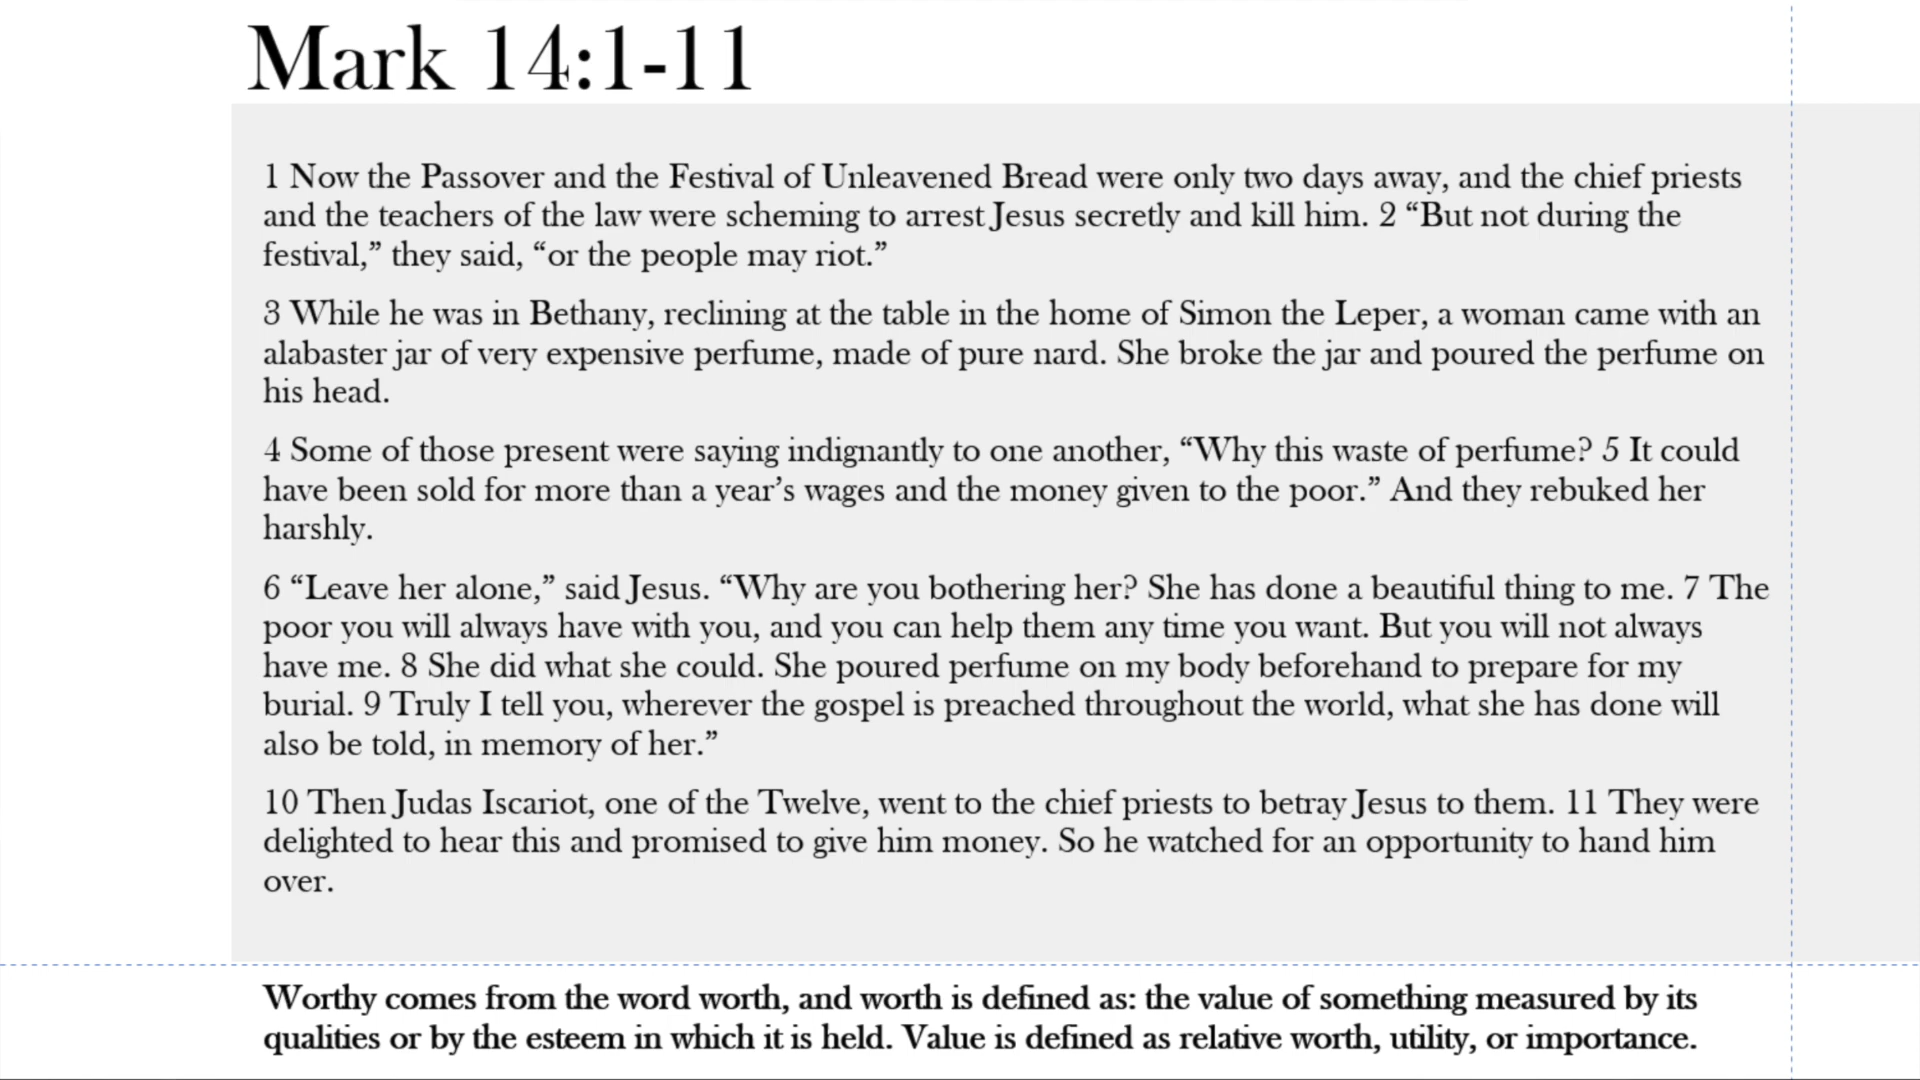 Mark 14:1-11
1 Now the Passover and the Festival of Unleavened Bread were only two days away, and the chief priests
and the teachers of the law were scheming to arrest Jesus secretly and kill him. 2 “But not during the
festival,” they said, “or the people may riot.”
3 While he was in Bethany, reclining at the table in the home of Simon the Leper, a woman came with an
alabaster jar of very expensive perfume, made of pure nard. She broke the jar and poured the perfume on
his head.
4 Some of those present were saying indignantly to one another, “Why this waste of perfume? 5 It could
have been sold for more than a year’s wages and the money given to the poor.” And they rebuked her
harshly.
6 “Leave her alone,” said Jesus. “Why are you bothering her? She has done a beautiful thing to me. 7 The
poor you will always have with you, and you can help them any time you want. But you will not always
have me. 8 She did what she could. She poured perfume on my body beforehand to prepare for my
burial. 9 Truly I tell you, wherever the gospel is preached throughout the world, what she has done will
also be told, in memory of her.”
10 Then Judas Iscariot, one of the Twelve, went to the chief priests to betray Jesus to them. 11 They were
delighted to hear this and promised to give him money. So he watched for an opportunity to hand him
over.
Worthy comes from the word worth, and worth is defined as: the value of something measured by its
qualities or by the esteem in which it is held. Value is defined as relative worth, utility, or importance.